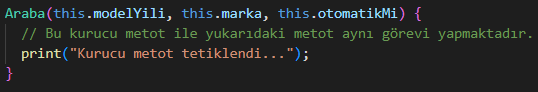 Araba(this.modelYili, this.marka, this.otomatikMi) {
// Bu kurucu metot ile yukarıdaki metot aynı görevi yapmaktadır.
print("Kurucu metot tetiklendi...");
}